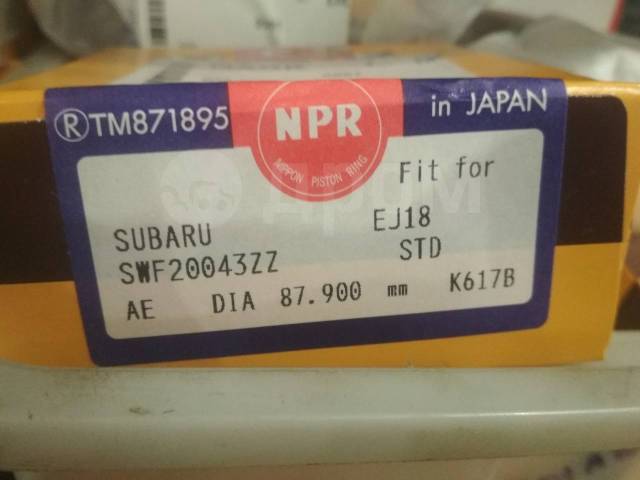 ®TM871895 NPR in JAPAN
NIPPON PISTON RING
Fit for
SUBARU EJ18
SWF20043ZZ STD
AE DIA 87.900 mm K617B
дром